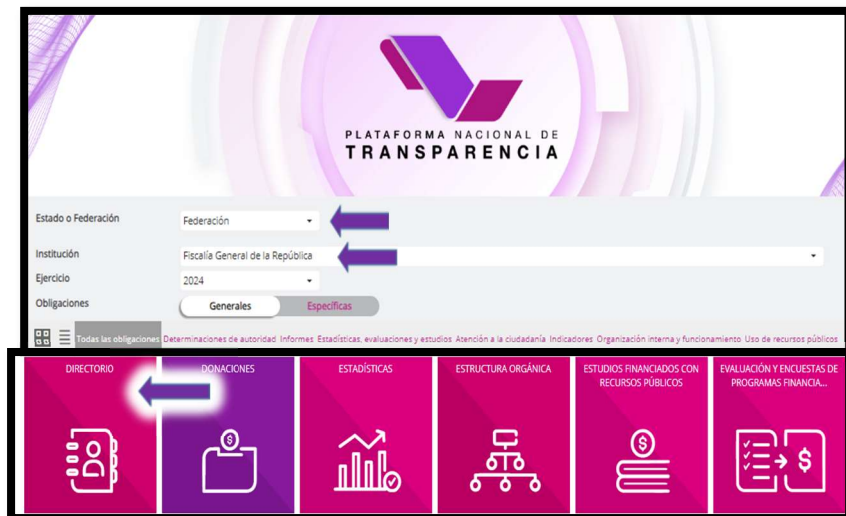 PLATAFORMA NACIONAL DE
TRANSPARENCIA
Estado o Federación
Federación
Institución
Fiscalía General de la República
Ejercicio
2024
Obligaciones
Generales
Específicas
Todas las obligaciones Determinaciones de autoridad Informes Estadísticas, evaluaciones y estudios Atención a la ciudadanía Indicadores Organización interna y funcionamiento Uso de recursos públicos
DIRECTORIO
DONACIONES
ESTADÍSTICAS
ESTRUCTURA ORGÁNICA
ESTUDIOS FINANCIADOS CON
RECURSOS PÚBLICOS
EVALUACIÓN Y ENCUESTAS DE
PROGRAMAS FINANCIA...